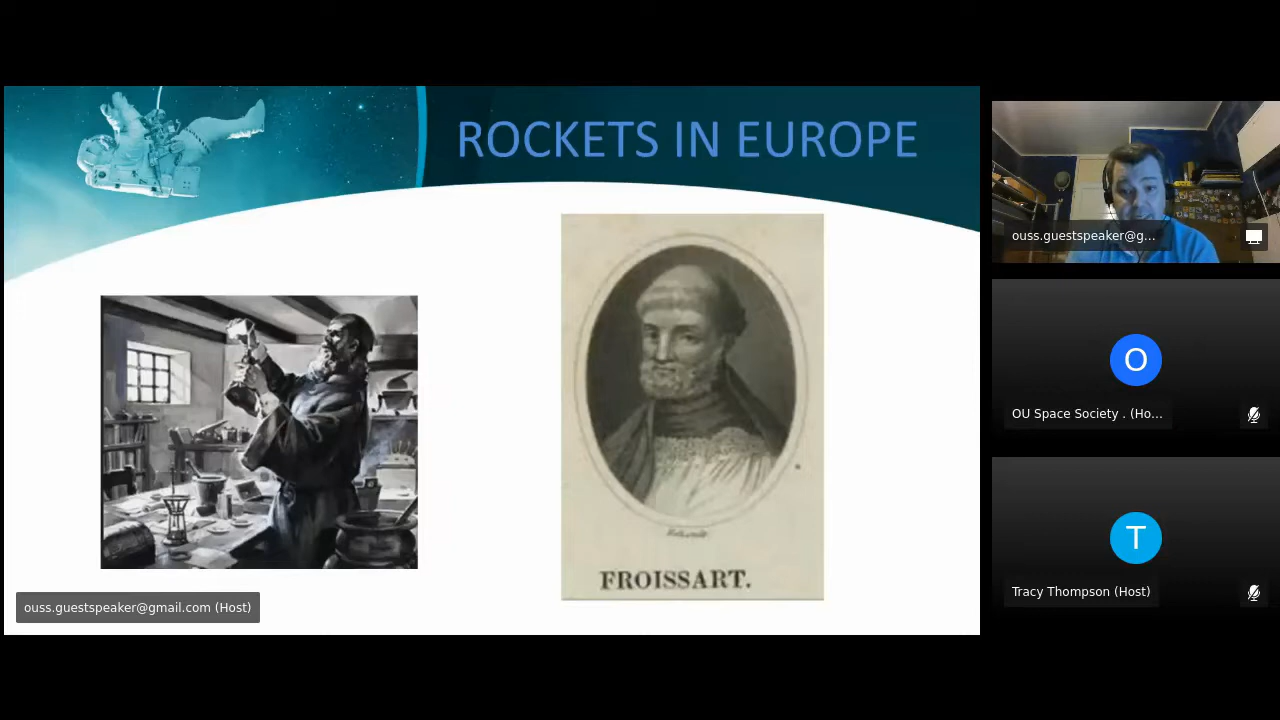 ROCKETS IN EUROPE
FROISSART.
ouss.guestspeaker@gmail.com (Host)
ouss.guestspeaker@g...
OU Space Society . (Ho...
T
Tracy Thompson (Host)
O